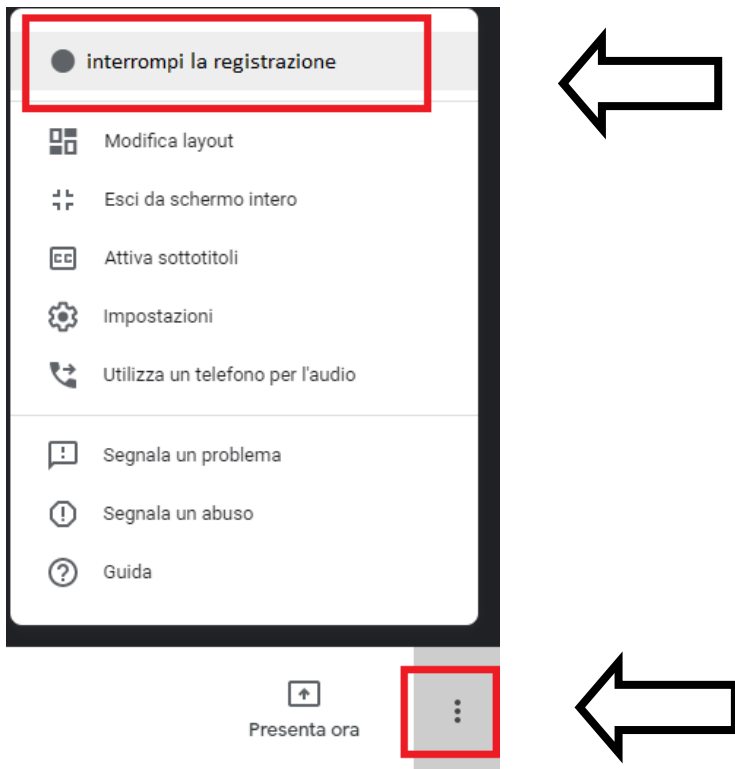 interrompi la registrazione
Modifica layout
Esci da schermo intero
Attiva sottotitoli
Impostazioni
Utilizza un telefono per l'audio
Segnala un problema
Segnala un abuso
Guida
Presenta ora